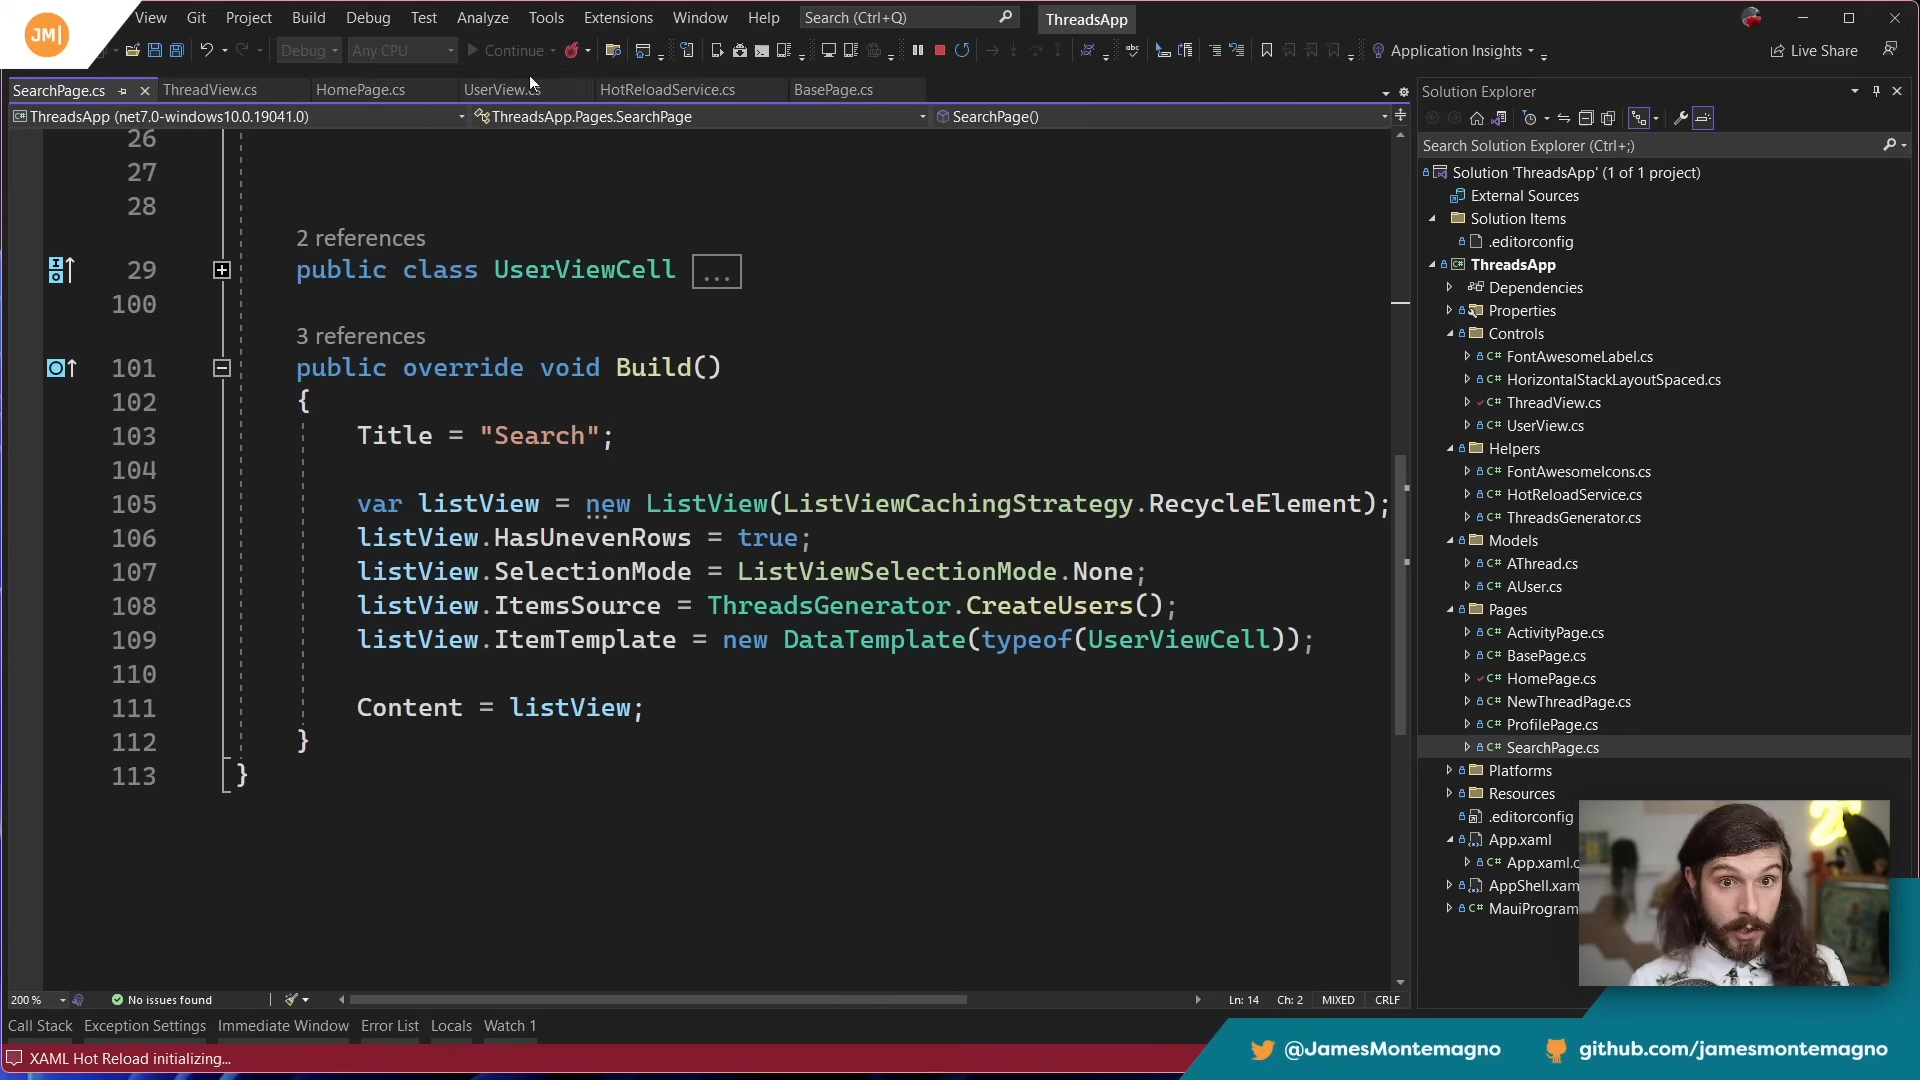 JM|
View Git Project Build Debug Test Analyze Tools Extensions Window Help Search (Ctrl+Q) ThreadsApp
Debug Any CPU Continue Application Insights Live Share
SearchPage.cs ThreadView.cs HomePage.cs UserView.cs HotReloadService.cs BasePage.cs
ThreadsApp (net7.0-windows10.0.19041.0) ThreadsApp.Pages.SearchPage SearchPage()
26
27
28
2 references
29 public class UserViewCell ...
100
3 references
101 public override void Build()
102 {
103 Title = "Search";
104
105 var listView = new ListView(ListViewCachingStrategy.RecycleElement);
106 listView.HasUnevenRows = true;
107 listView.SelectionMode = ListViewSelectionMode.None;
108 listView.ItemsSource = ThreadsGenerator.CreateUsers();
109 listView.ItemTemplate = new DataTemplate(typeof(UserViewCell));
110
111 Content = listView;
112 }
113 }
200 % No issues found Ln: 14 Ch: 2 MIXED CRLF
Call Stack Exception Settings Immediate Window Error List Locals Watch 1
XAML Hot Reload initializing...
Solution Explorer
Search Solution Explorer (Ctrl+;)
Solution 'ThreadsApp' (1 of 1 project)
External Sources
Solution Items
.editorconfig
ThreadsApp
Dependencies
Properties
Controls
C# FontAwesomeLabel.cs
C# HorizontalStackLayoutSpaced.cs
C# ThreadView.cs
C# UserView.cs
Helpers
C# FontAwesomeIcons.cs
C# HotReloadService.cs
C# ThreadsGenerator.cs
Models
C# AThread.cs
C# AUser.cs
Pages
C# ActivityPage.cs
C# BasePage.cs
C# HomePage.cs
C# NewThreadPage.cs
C# ProfilePage.cs
C# SearchPage.cs
Platforms
Resources
.editorconfig
App.xaml
C# App.xaml.c
AppShell.xam
C# MauiProgram
@JamesMontemagno github.com/jamesmontemagno